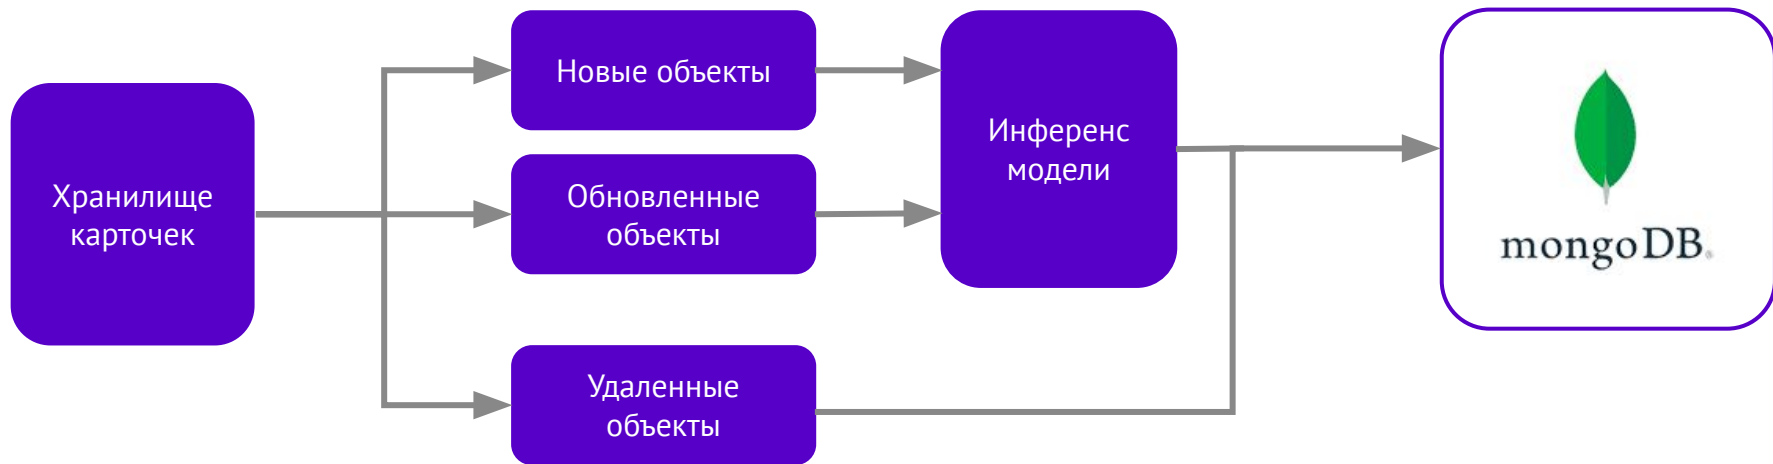 Хранилище
карточек
Новые объекты
Обновленные
объекты
Удаленные
объекты
Инференс
модели
mongoDB®